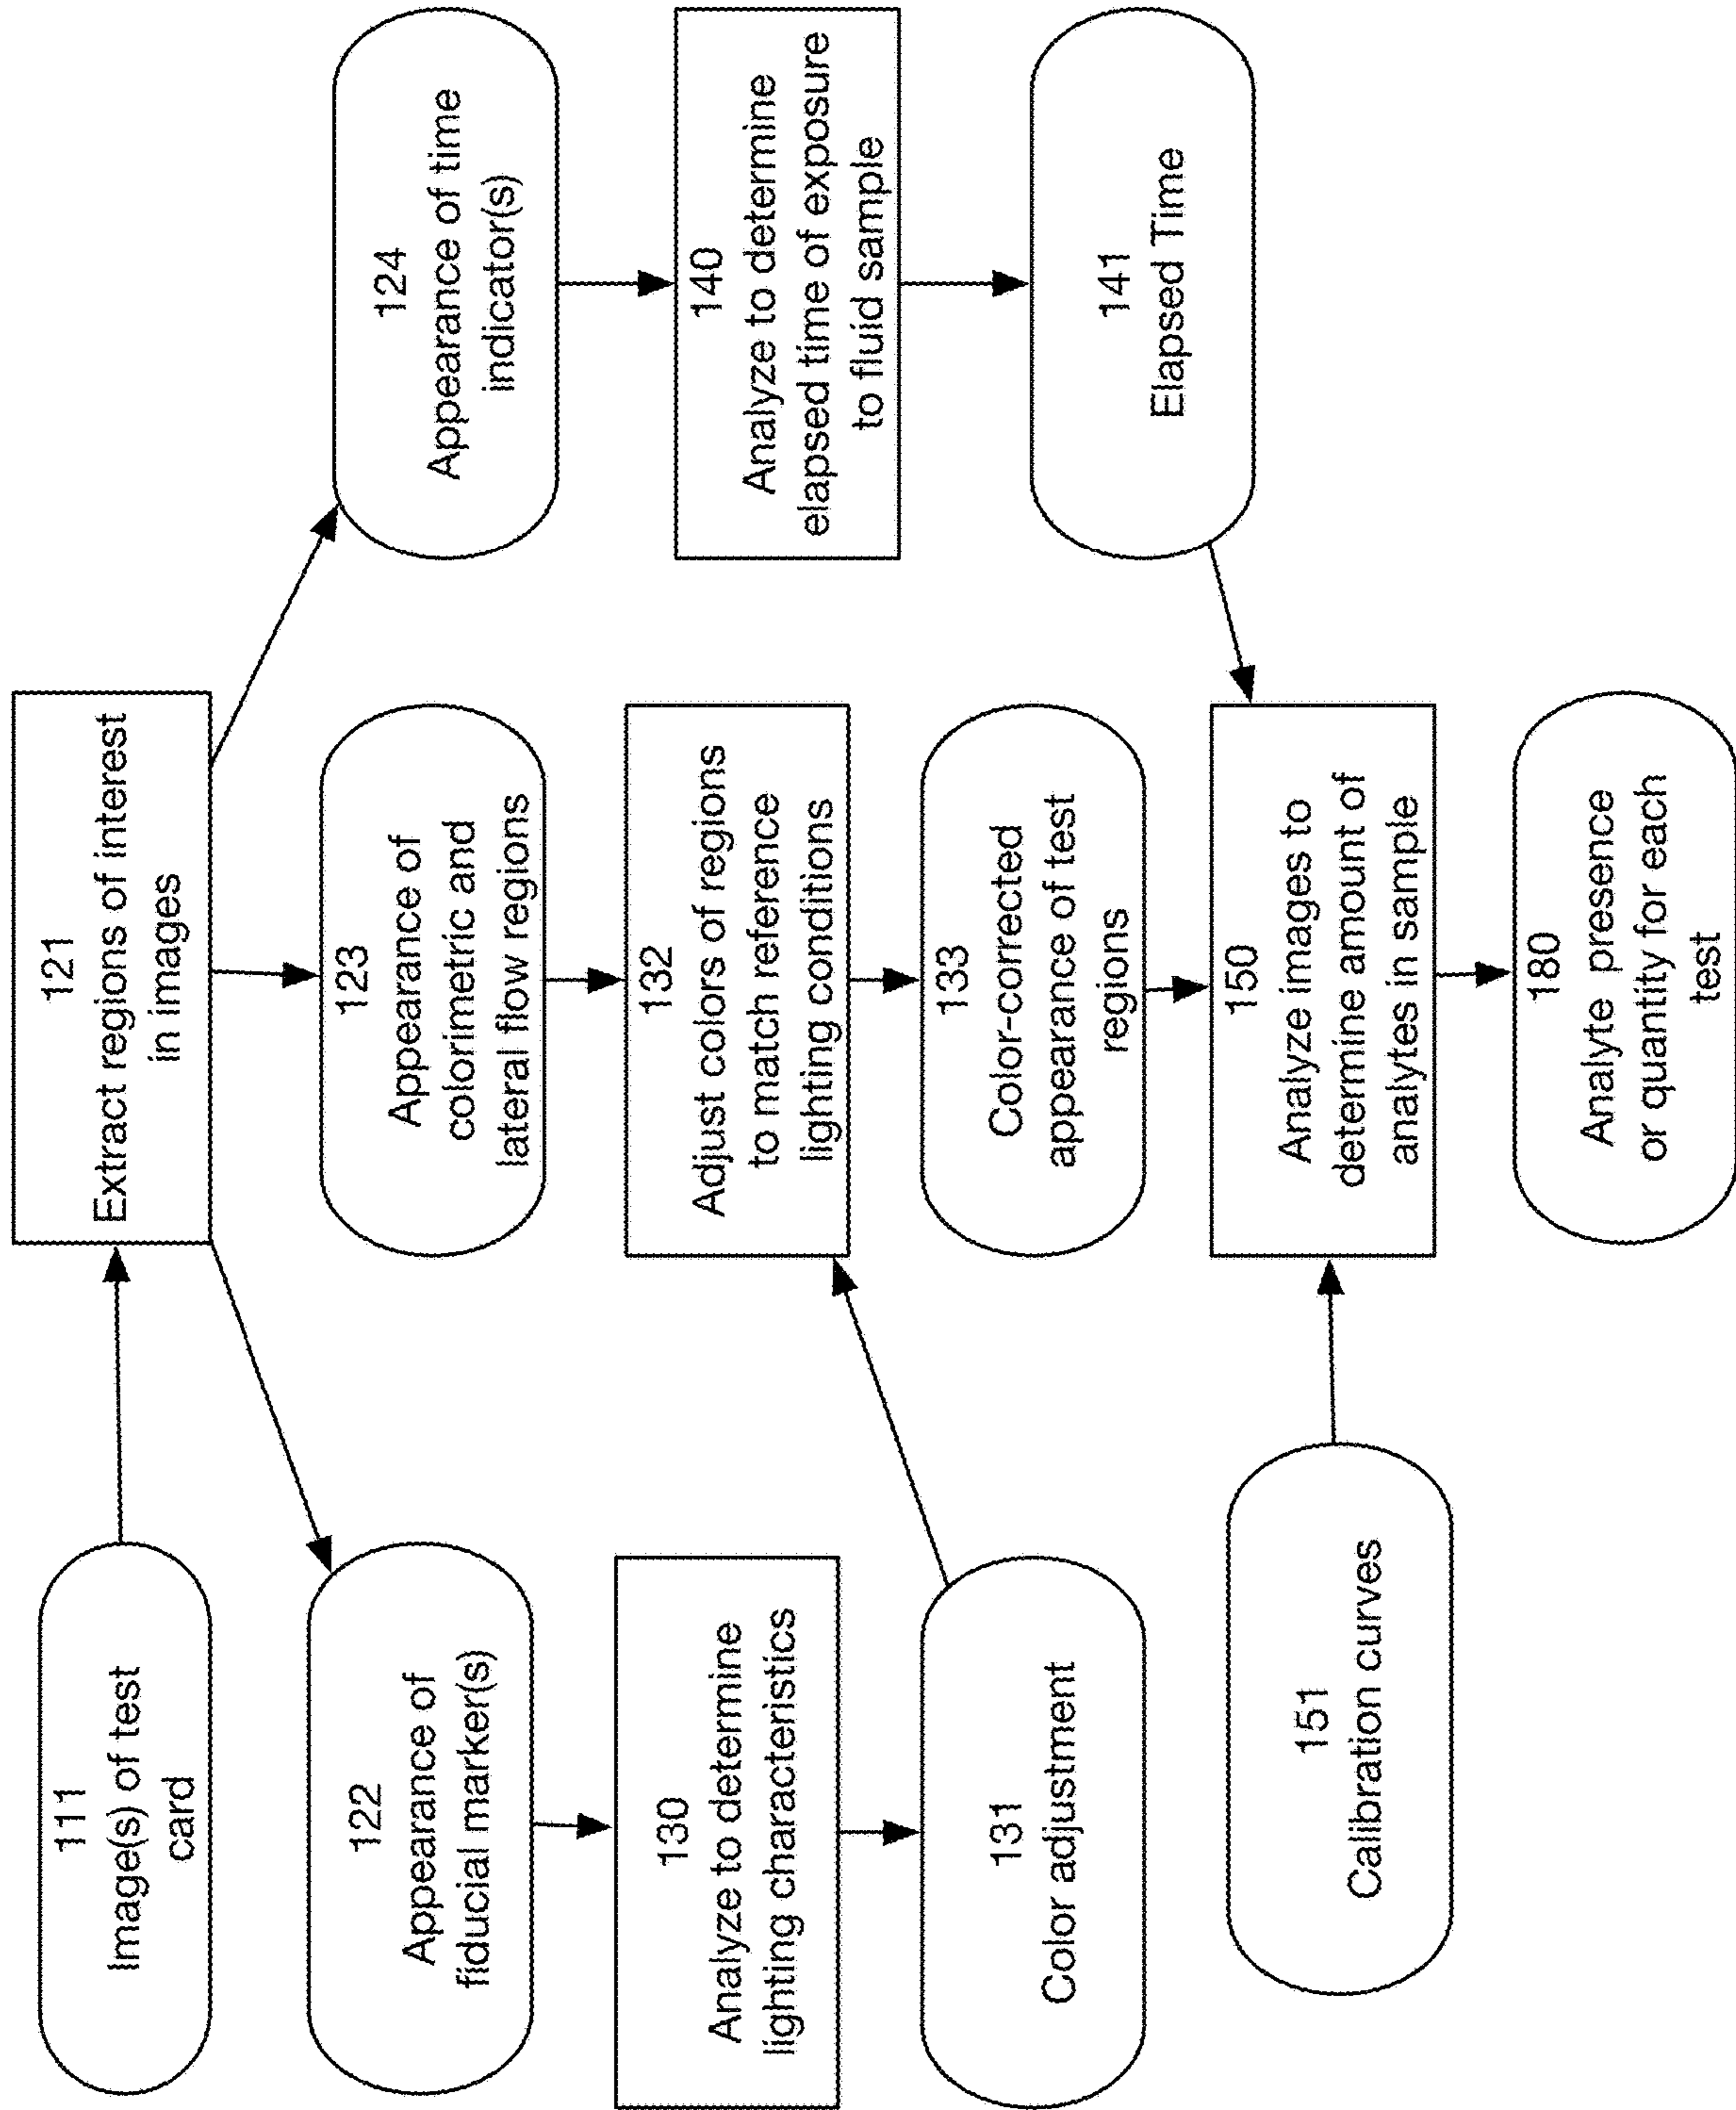 111
Image(s) of test
card
121
Extract regions of interest
in images
122
Appearance of
fiducial marker(s)
123
Appearance of
colorimetric and
lateral flow regions
124
Appearance of time
indicator(s)
130
Analyze to determine
lighting characteristics
132
Adjust colors of regions
to match reference
lighting conditions
140
Analyze to determine
elapsed time of exposure
to fluid sample
131
Color adjustment
133
Color-corrected
appearance of test
regions
141
Elapsed Time
151
Calibration curves
150
Analyze images to
determine amount of
analytes in sample
180
Analyte presence
or quantity for each
test